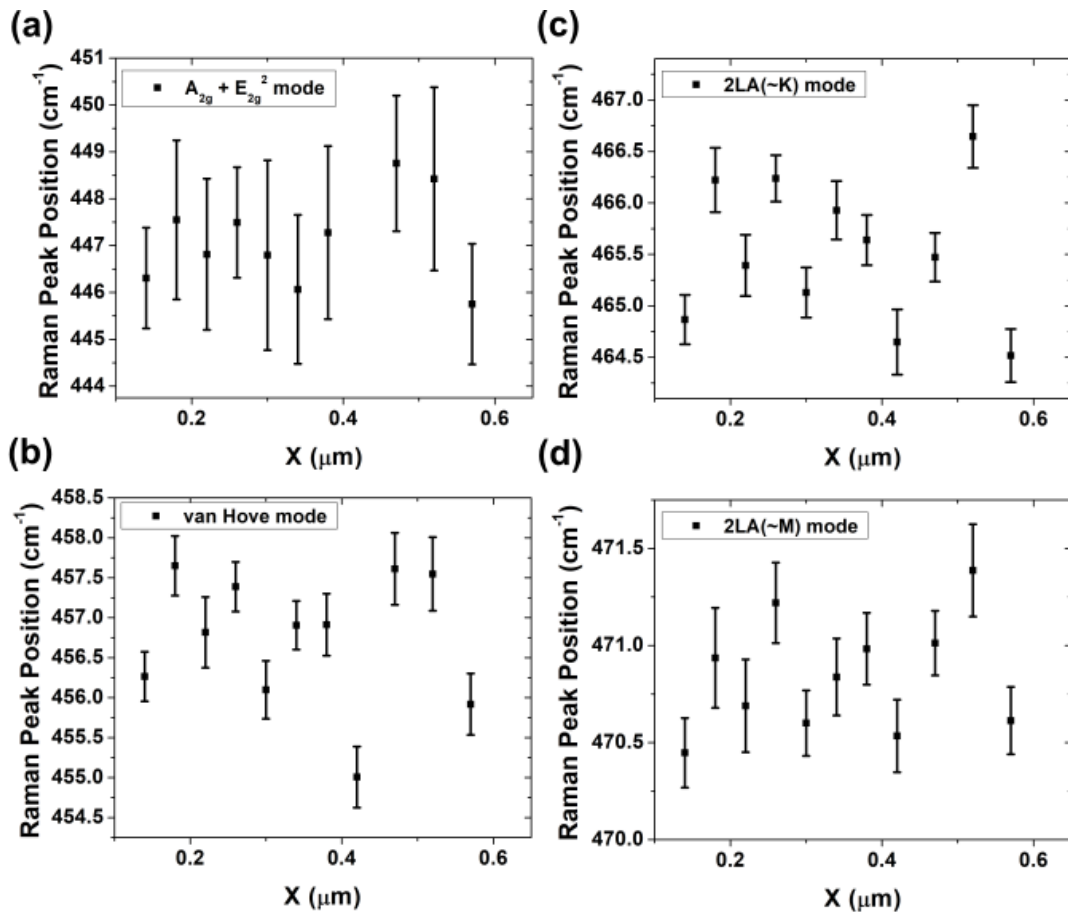 (a)
A2g + E2g2 mode
Raman Peak Position (cm-1)
451
450
449
448
447
446
445
444
0.2
0.4
0.6
X (μm)
(c)
2LA(~K) mode
Raman Peak Position (cm-1)
467.0
466.5
466.0
465.5
465.0
464.5
0.2
0.4
0.6
X (μm)
(b)
van Hove mode
Raman Peak Position (cm-1)
458.5
458.0
457.5
457.0
456.5
456.0
455.5
455.0
454.5
0.2
0.4
0.6
X (μm)
(d)
2LA(~M) mode
Raman Peak Position (cm-1)
471.5
471.0
470.5
470.0
0.2
0.4
0.6
X (μm)